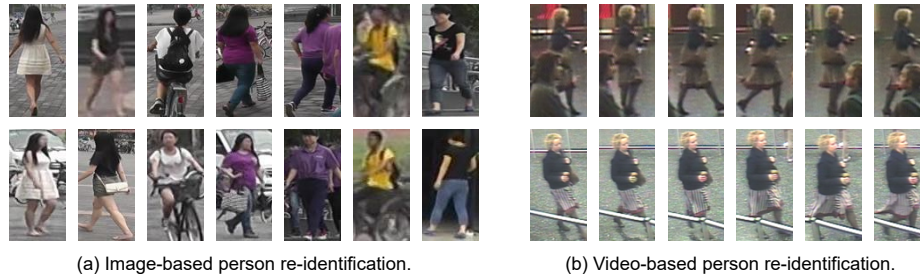 (a) Image-based person re-identification.
(b) Video-based person re-identification.